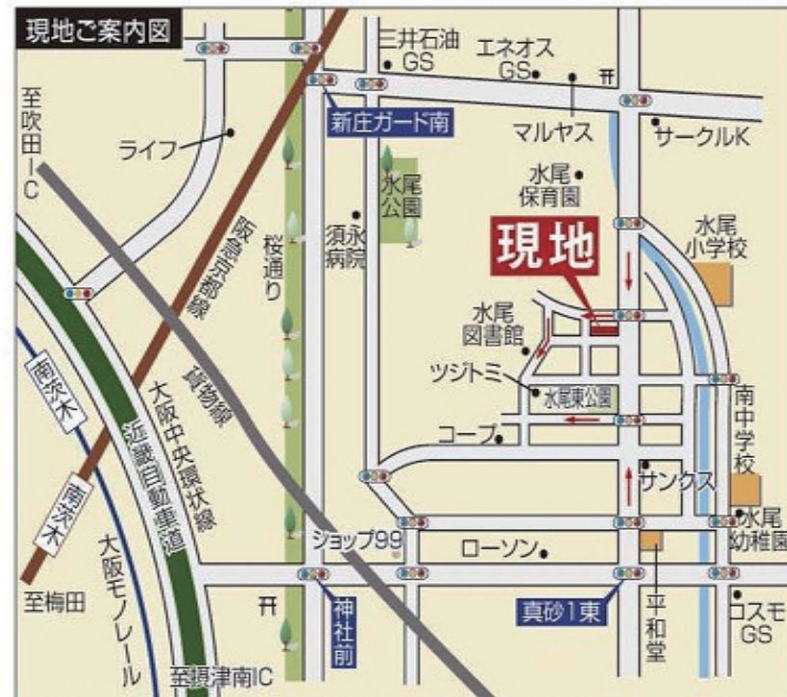 現地ご案内図
三井石油
GS
エネオス
GS
至吹田IC
新庄ガード南
マルヤス
サークルK
ライフ
水尾
公園
水尾
保育園
水尾
小学校
阪急京都線
桜通り
須永
病院
現地
水尾
図書館
ツジトミ
水尾東公園
南茨木
貨物線
大阪中央環状線
近畿自動車道
コープ
サンクス
南中学校
南茨木
ショップ99
ローソン
水尾
幼稚園
至梅田
大阪モノレール
神社前
真砂1東
平和堂
コスモ
GS
至摂津南IC